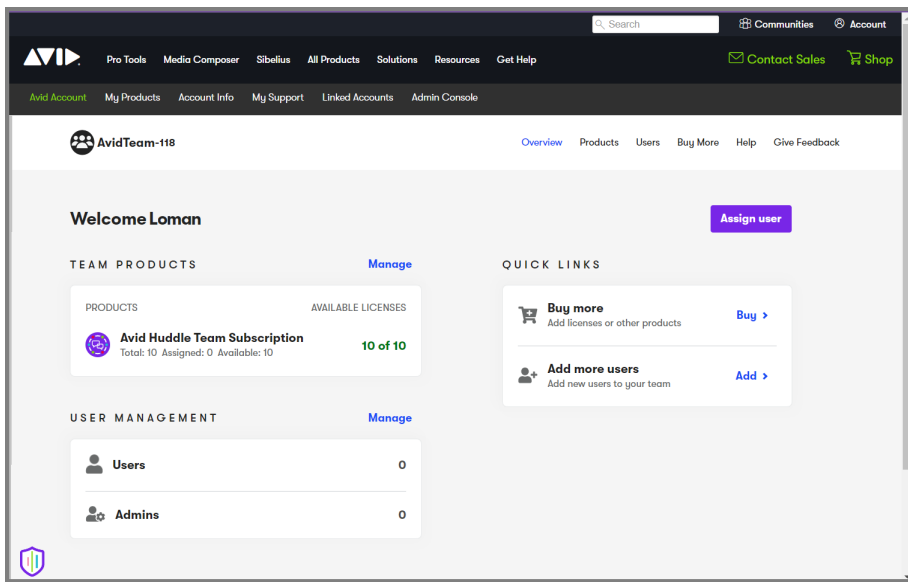 Search
Communities
Account
AVID
Pro Tools
Media Composer
Sibelius
All Products
Solutions
Resources
Get Help
Contact Sales
Shop
Avid Account
My Products
Account Info
My Support
Linked Accounts
Admin Console
AvidTeam-118
Overview
Products
Users
Buy More
Help
Give Feedback
Welcome Loman
Assign user
TEAM PRODUCTS
Manage
PRODUCTS
AVAILABLE LICENSES
Avid Huddle Team Subscription
Total: 10 Assigned: 0 Available: 10
10 of 10
USER MANAGEMENT
Manage
Users
0
Admins
0
QUICK LINKS
Buy more
Add licenses or other products
Buy >
Add more users
Add new users to your team
Add >